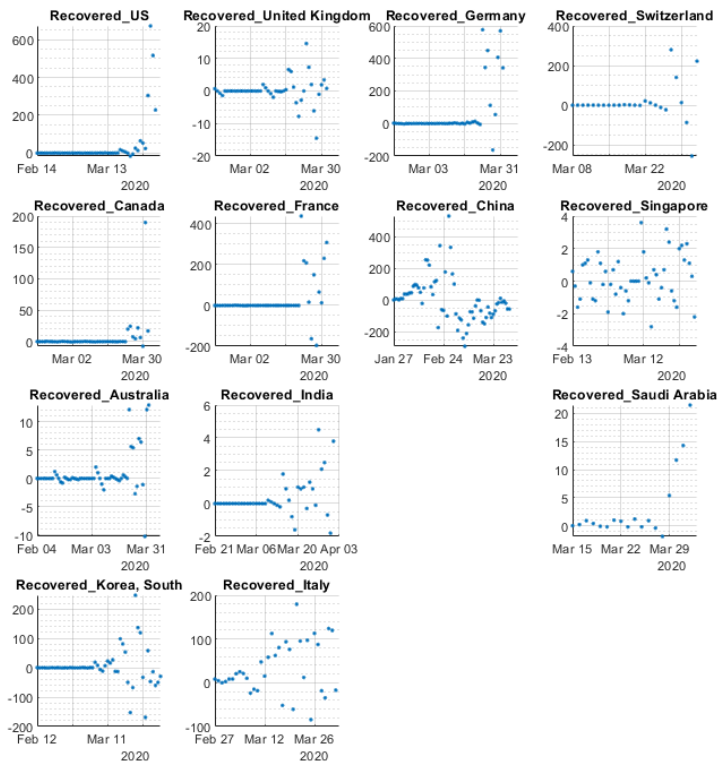 Recovered_US
600
400
200
0
Feb 14
Mar 13
2020
Recovered_United Kingdom
20
10
0
-10
-20
Mar 02
Mar 30
2020
Recovered_Germany
600
400
200
0
-200
Mar 03
Mar 31
2020
Recovered_Switzerland
400
200
0
-200
Mar 08
Mar 22
2020
Recovered_Canada
200
150
100
50
0
Mar 02
Mar 30
2020
Recovered_France
400
200
0
-200
Mar 02
Mar 30
2020
Recovered_China
400
200
0
-200
Jan 27
Feb 24
Mar 23
2020
Recovered_Singapore
4
2
0
-2
-4
Feb 13
Mar 12
2020
Recovered_Australia
10
5
0
-5
-10
Feb 04
Mar 03
Mar 31
2020
Recovered_India
6
4
2
0
-2
Feb 21
Mar 06
Mar 20
Apr 03
2020
Recovered_Saudi Arabia
20
15
10
5
0
Mar 15
Mar 22
Mar 29
2020
Recovered_Korea, South
200
100
0
-100
-200
Feb 12
Mar 11
2020
Recovered_Italy
200
100
0
-100
Feb 27
Mar 12
Mar 26
2020